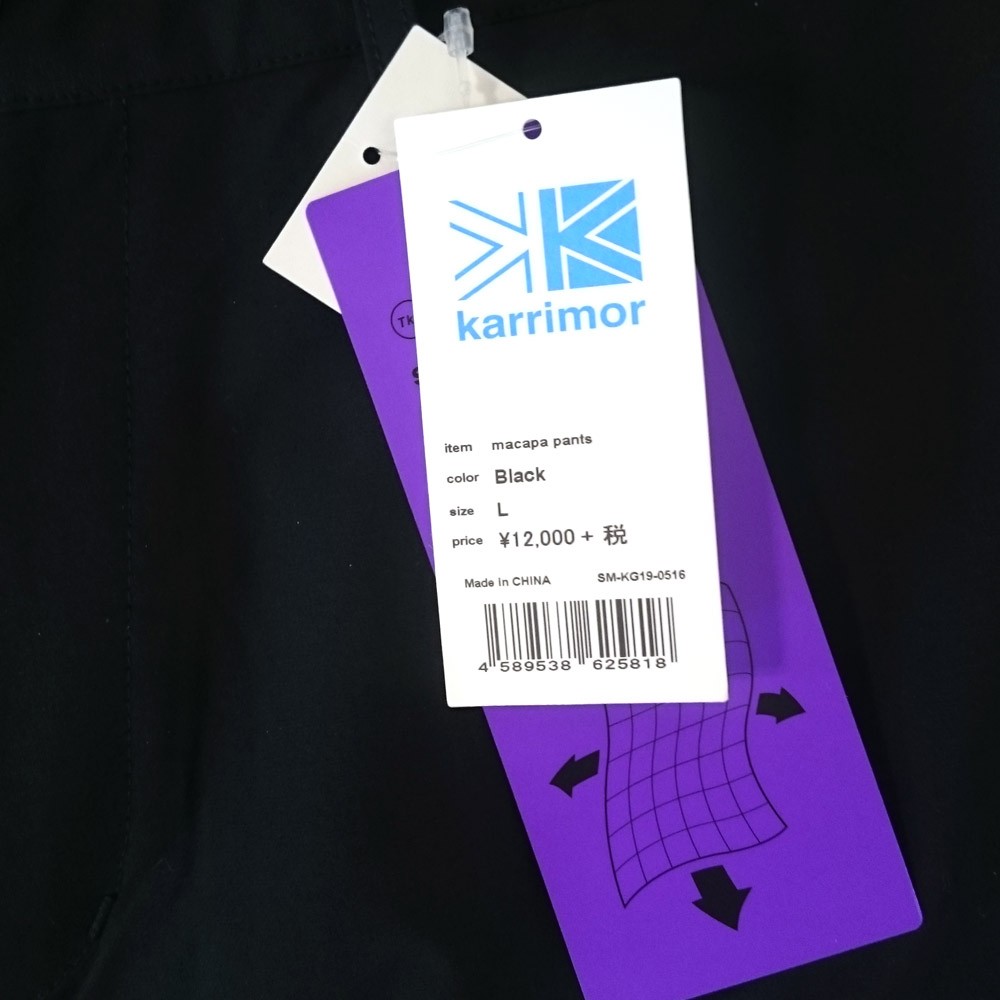 karrimor
item macapa pants
color Black
size L
price ¥12,000 + 税
Made in CHINA SM-KG19-0516
4 589538 625818
TK
S